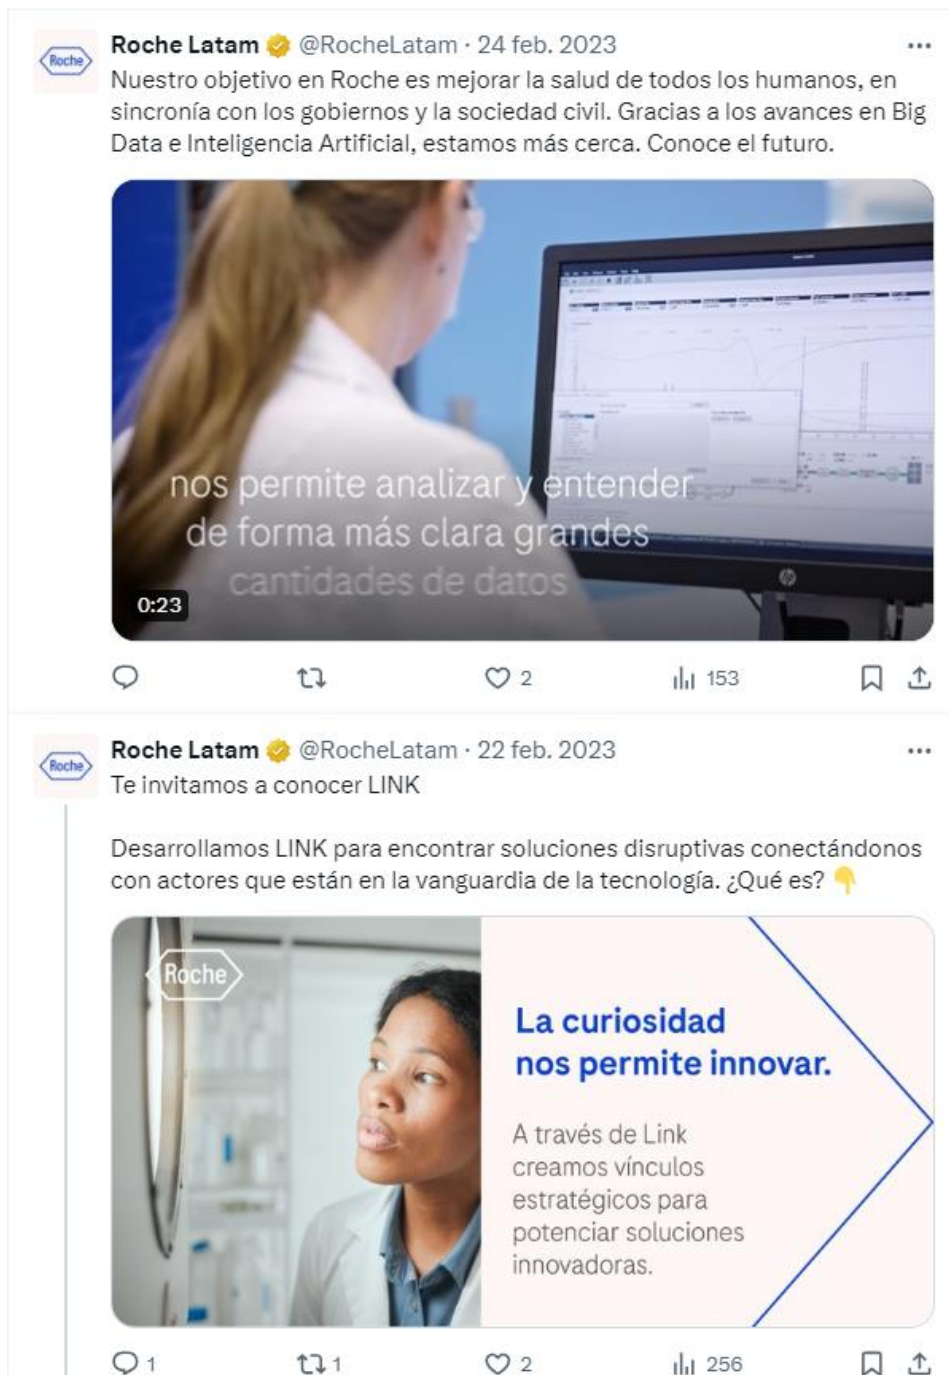 Roche
Roche Latam @RocheLatam · 24 feb. 2023
Nuestro objetivo en Roche es mejorar la salud de todos los humanos, en
sincronía con los gobiernos y la sociedad civil. Gracias a los avances en Big
Data e Inteligencia Artificial, estamos más cerca. Conoce el futuro.
nos permite analizar y entender
de forma más clara grandes
cantidades de datos
0:23
hp
2
153
Roche
Roche Latam @RocheLatam · 22 feb. 2023
Te invitamos a conocer LINK
Desarrollamos LINK para encontrar soluciones disruptivas conectándonos
con actores que están en la vanguardia de la tecnología. ¿Qué es? 👇
Roche
La curiosidad
nos permite innovar.
A través de Link
creamos vínculos
estratégicos para
potenciar soluciones
innovadoras.
1
1
2
256